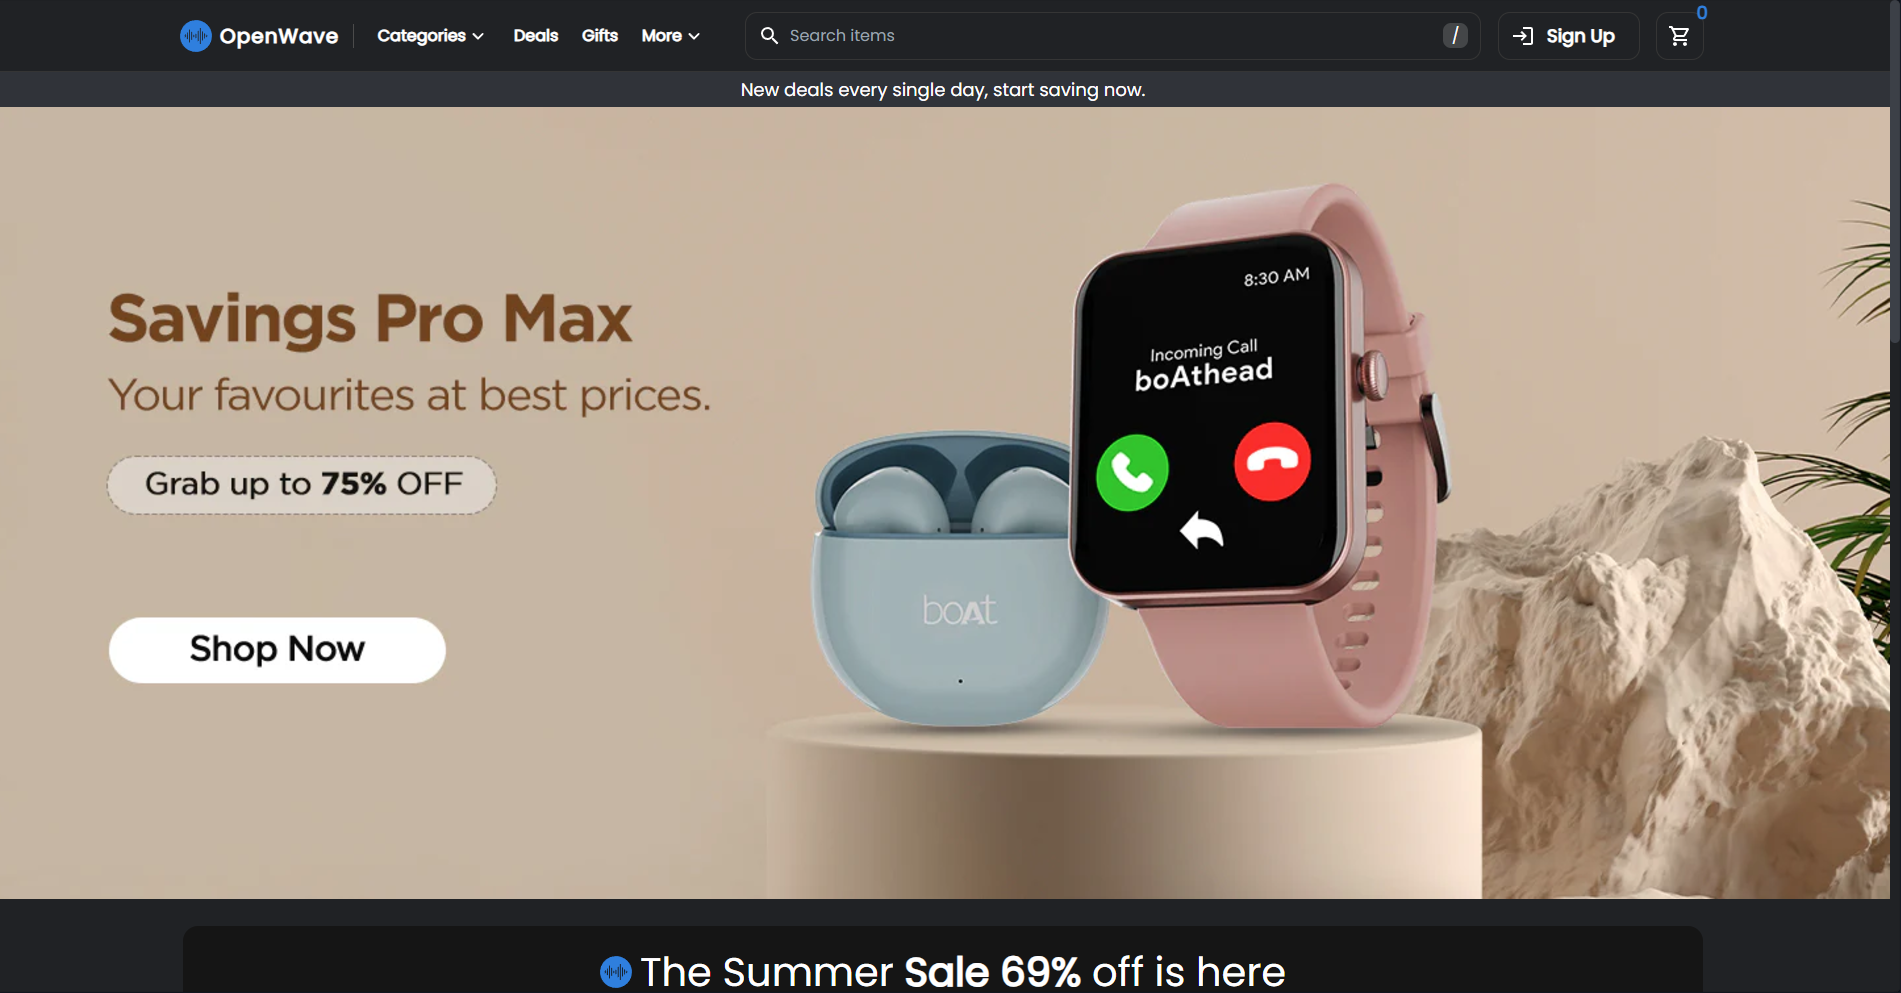 OpenWave
Categories
Deals
Gifts
More
Search items
/
Sign Up
0
New deals every single day, start saving now.
Savings Pro Max
Your favourites at best prices.
Grab up to 75% OFF
Shop Now
8:30 AM
Incoming Call
boAthead
boAt
The Summer Sale 69% off is here